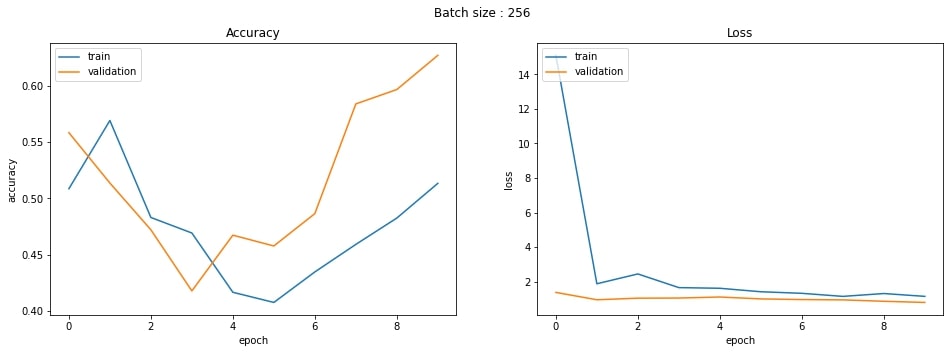 Batch size : 256
Accuracy
train
validation
0.60
0.55
0.50
0.45
0.40
accuracy
0 2 4 6 8
epoch
Loss
train
validation
14
12
10
8
6
4
2
loss
0 2 4 6 8
epoch